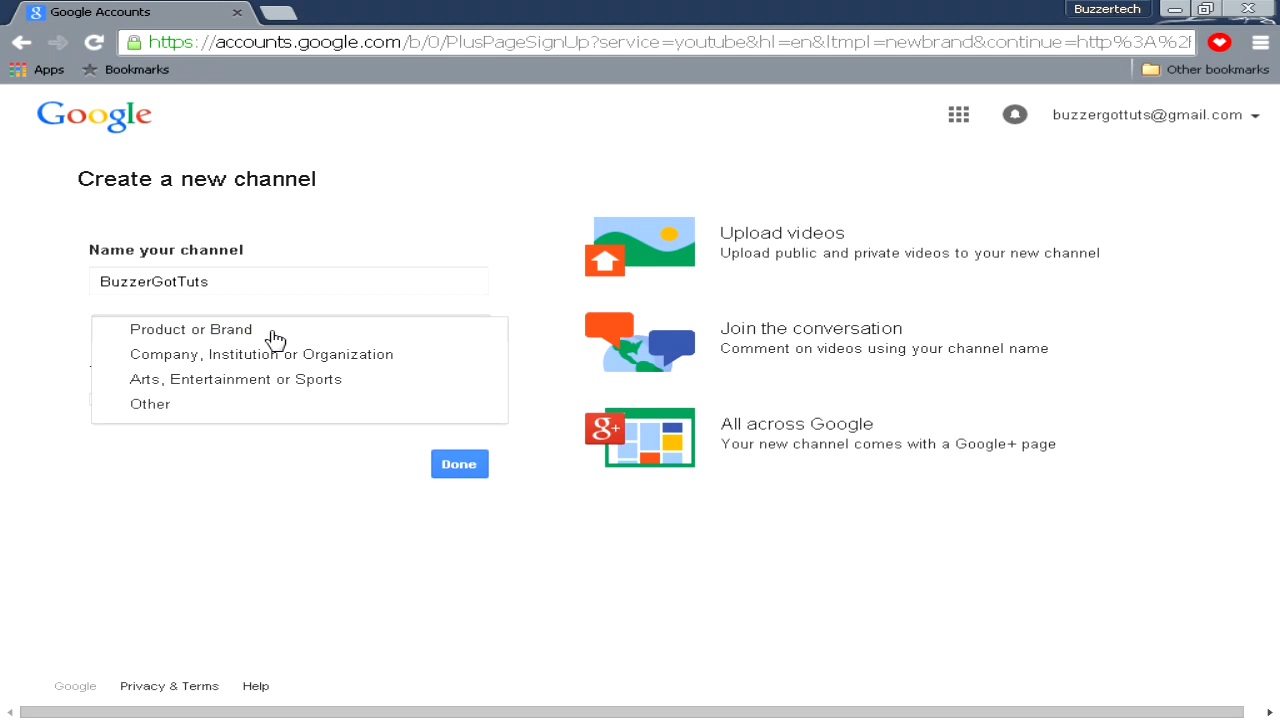 Google Accounts
Buzzertech
https://accounts.google.com/b/0/PlusPageSignUp?service=youtube&hl=en&ltmpl=newbrand&continue=http%3A%2f
Apps
Bookmarks
Other bookmarks
Google
buzzergottuts@gmail.com
Create a new channel
Name your channel
BuzzerGotTuts
Product or Brand
Company, Institution or Organization
Arts, Entertainment or Sports
Other
Done
Upload videos
Upload public and private videos to your new channel
Join the conversation
Comment on videos using your channel name
g+
All across Google
Your new channel comes with a Google+ page
Google
Privacy & Terms
Help